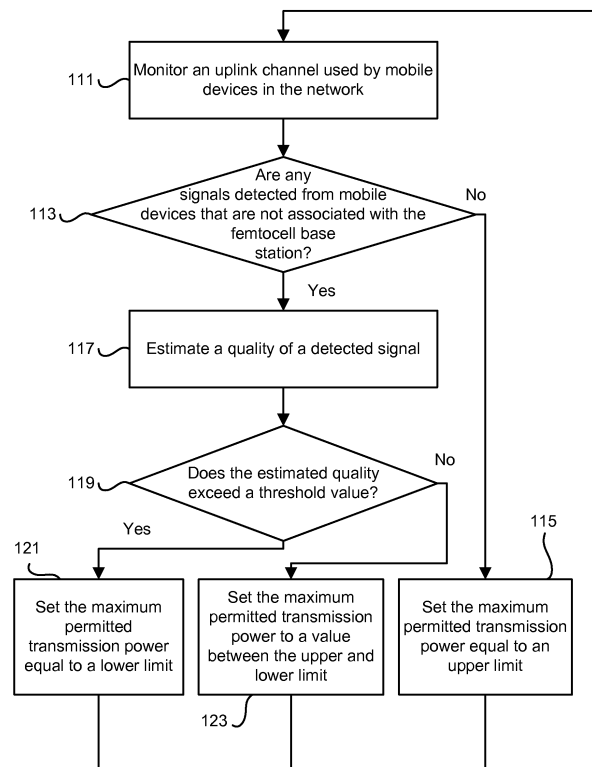 111
Monitor an uplink channel used by mobile
devices in the network
113
Are any
signals detected from mobile
devices that are not associated with the
femtocell base
station?
No
Yes
117
Estimate a quality of a detected signal
119
Does the estimated quality
exceed a threshold value?
No
Yes
121
Set the maximum
permitted
transmission power
equal to a lower limit
Set the maximum
permitted transmission
power to a value
between the upper and
lower limit
123
115
Set the maximum
permitted transmission
power equal to an
upper limit